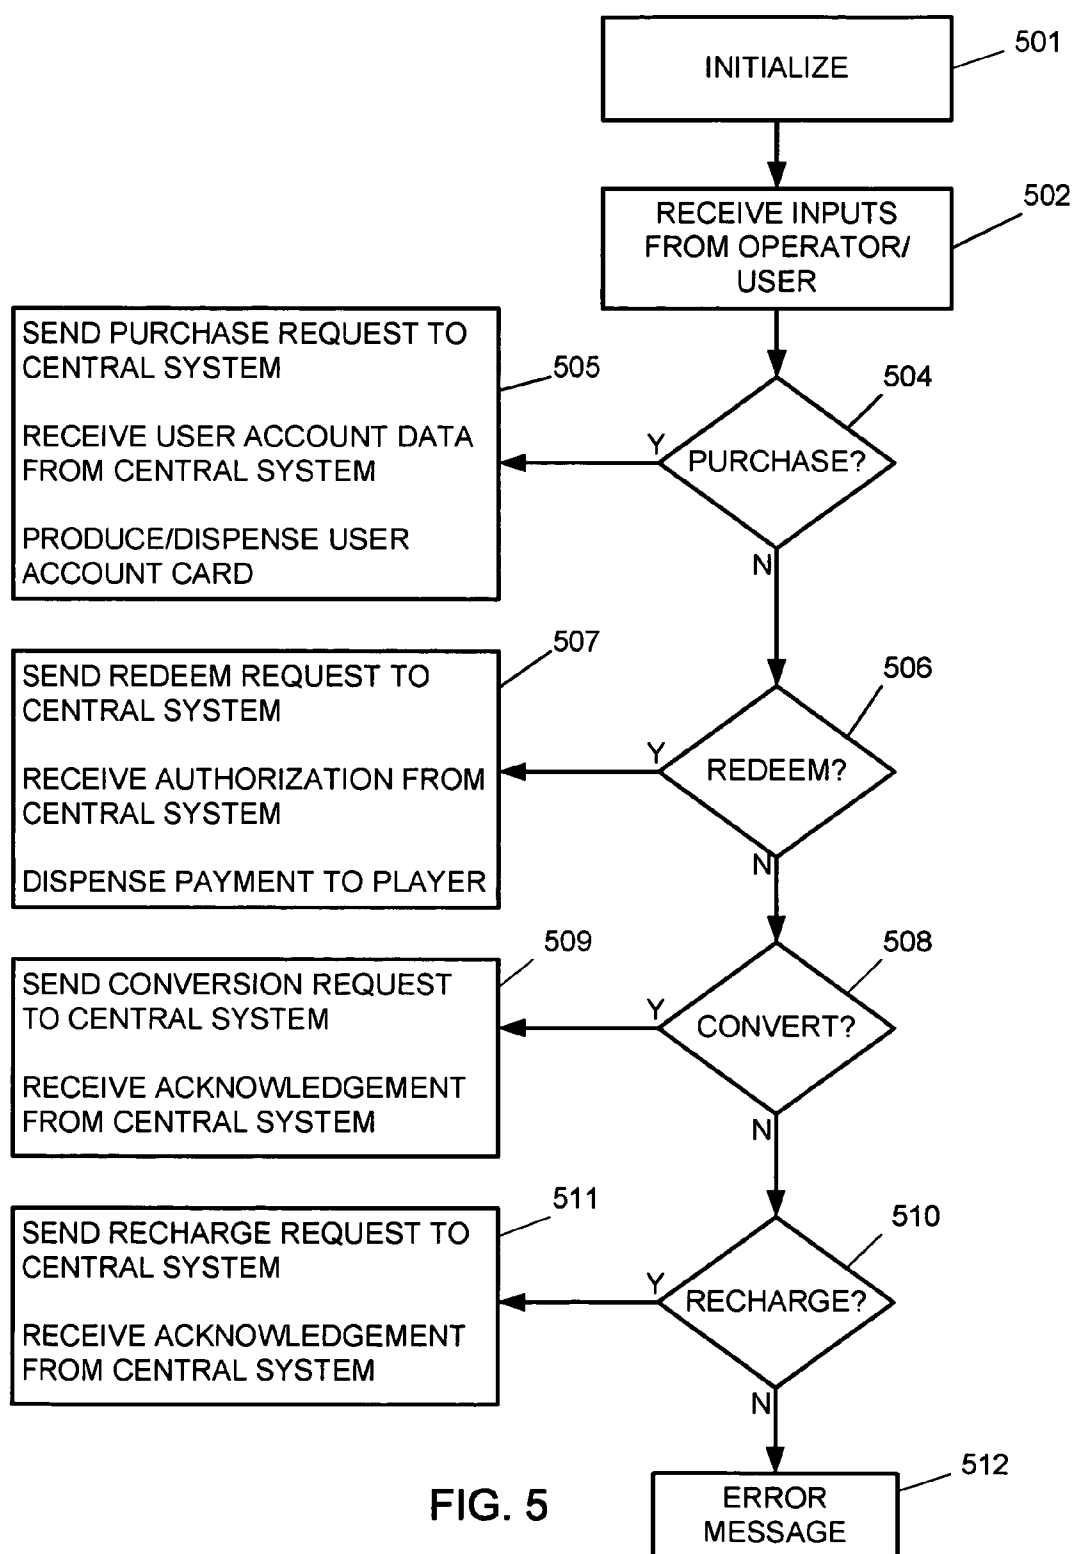 INITIALIZE
501
RECEIVE INPUTS
FROM OPERATOR/
USER
502
SEND PURCHASE REQUEST TO
CENTRAL SYSTEM
RECEIVE USER ACCOUNT DATA
FROM CENTRAL SYSTEM
PRODUCE/DISPENSE USER
ACCOUNT CARD
505
Y
PURCHASE?
504
N
SEND REDEEM REQUEST TO
CENTRAL SYSTEM
RECEIVE AUTHORIZATION FROM
CENTRAL SYSTEM
DISPENSE PAYMENT TO PLAYER
507
Y
REDEEM?
506
N
SEND CONVERSION REQUEST
TO CENTRAL SYSTEM
RECEIVE ACKNOWLEDGEMENT
FROM CENTRAL SYSTEM
509
Y
CONVERT?
508
N
SEND RECHARGE REQUEST TO
CENTRAL SYSTEM
RECEIVE ACKNOWLEDGEMENT
FROM CENTRAL SYSTEM
511
Y
RECHARGE?
510
N
ERROR
MESSAGE
512
FIG. 5